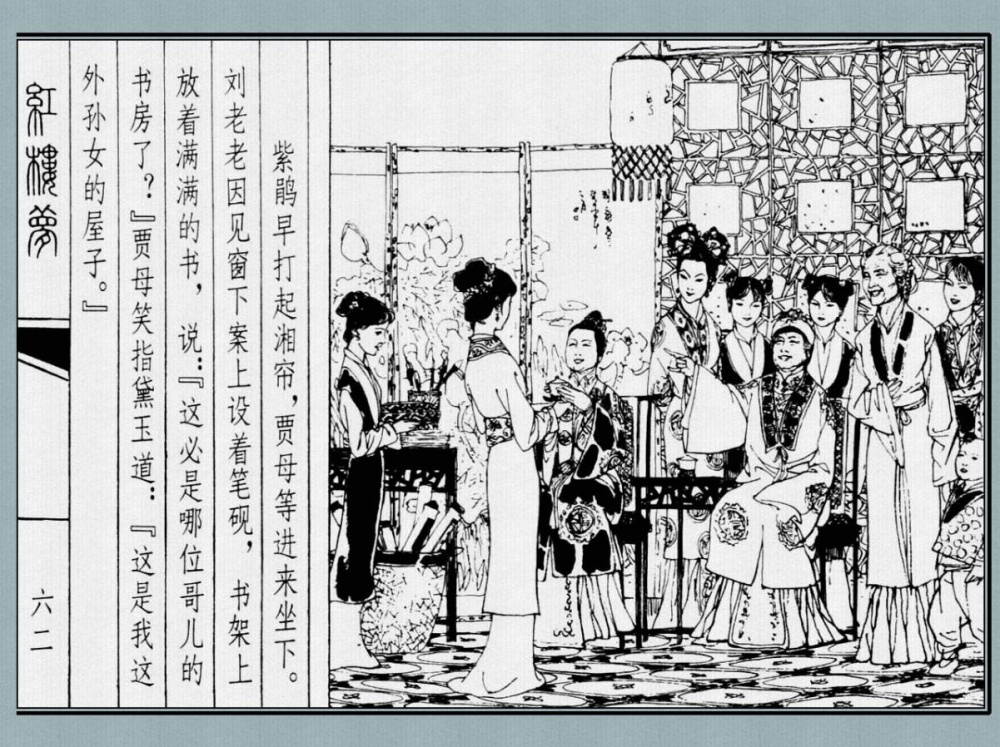 紫鹃早打起湘帘，贾母等进来坐下。
刘老老因见窗下案上设着笔砚，书架上
放着满满的书，说：『这必是哪位哥儿的
书房了？』贾母笑指黛玉道：『这是我这
外孙女的屋子。』
紅樓夢
六二